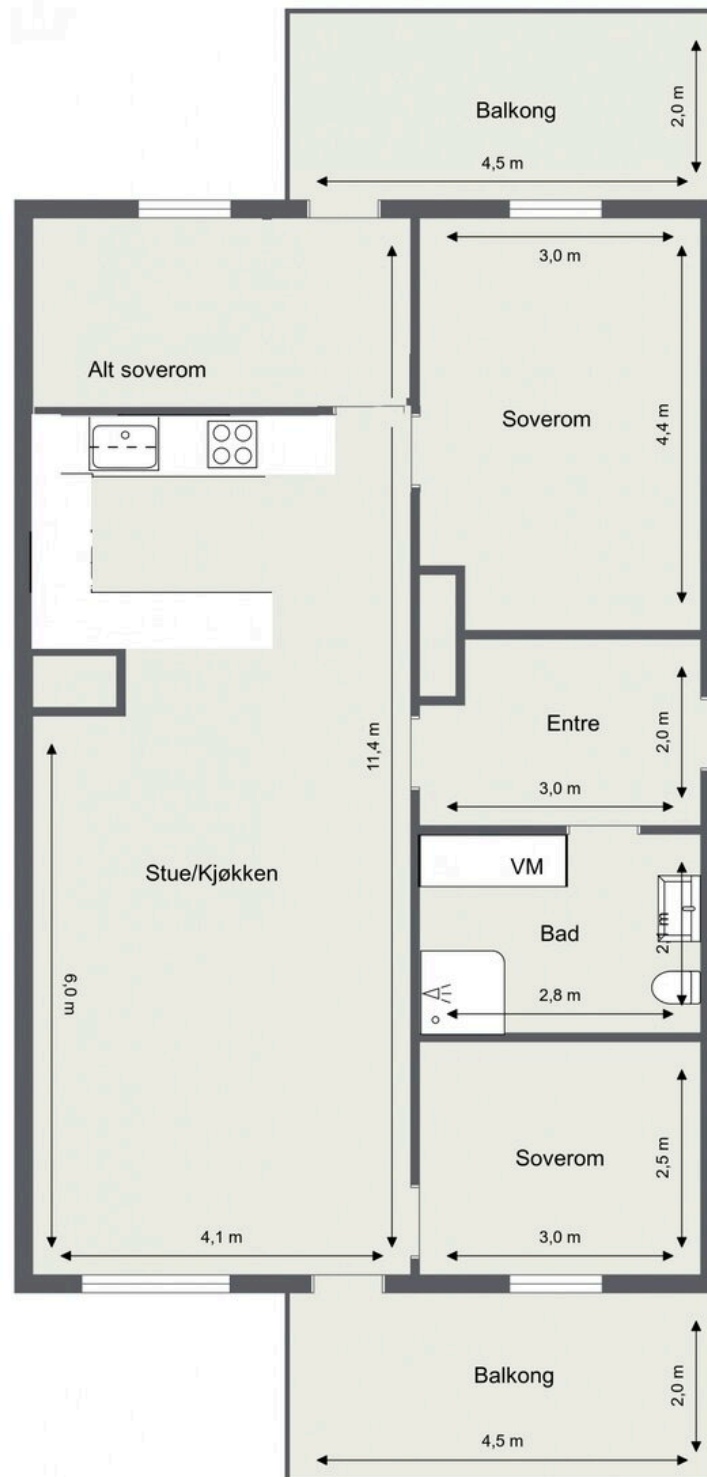 Balkong
2,0 m
4,5 m
3,0 m
Alt soverom
Soverom
4,4 m
11,4 m
Entre
2,0 m
3,0 m
Stue/Kjøkken
VM
Bad
2,1 m
2,8 m
6,0 m
Soverom
2,5 m
4,1 m
3,0 m
Balkong
2,0 m
4,5 m